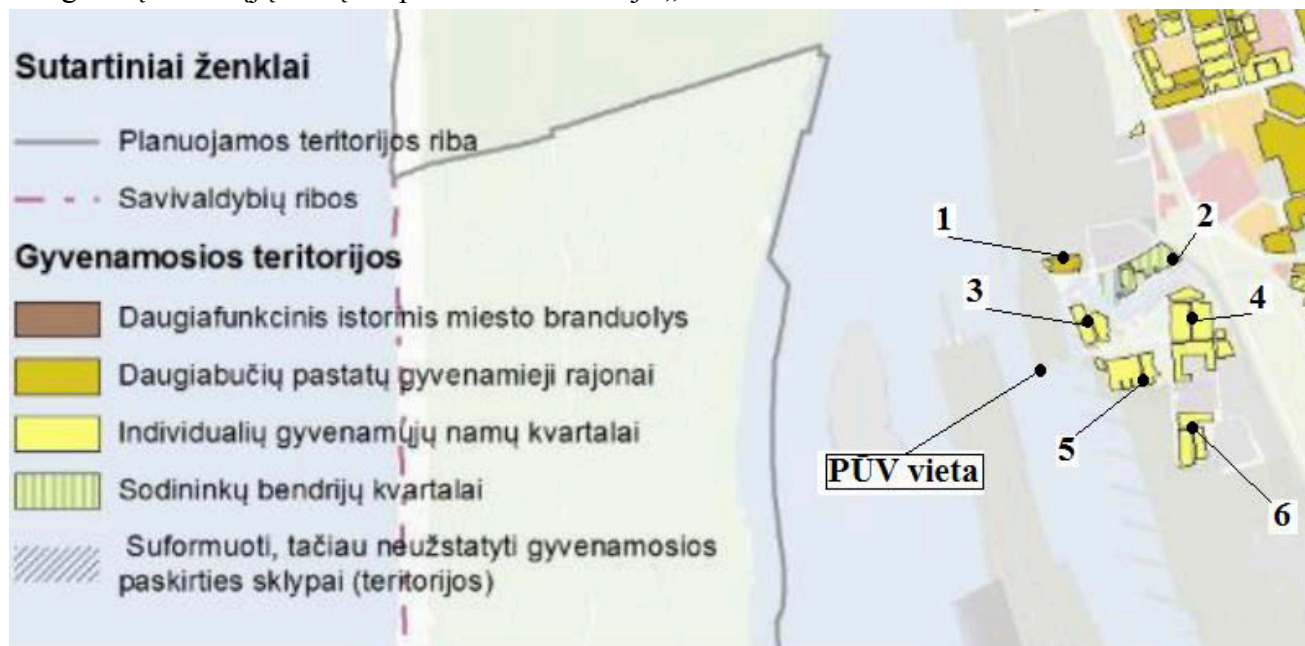 Sutartiniai ženklai
Planuojamos teritorijos riba
Savivaldybių ribos
Gyvenamosios teritorijos
Daugiafunkcinis istorinis miesto branduolys
Daugiabučių pastatų gyvenamieji rajonai
Individualių gyvenamųjų namų kvartalai
Sodininkų bendrijų kvartalai
Suformuoti, tačiau neužstatyti gyvenamosios
paskirties sklypai (teritorijos)
1
2
3
4
PŪV vieta
5
6